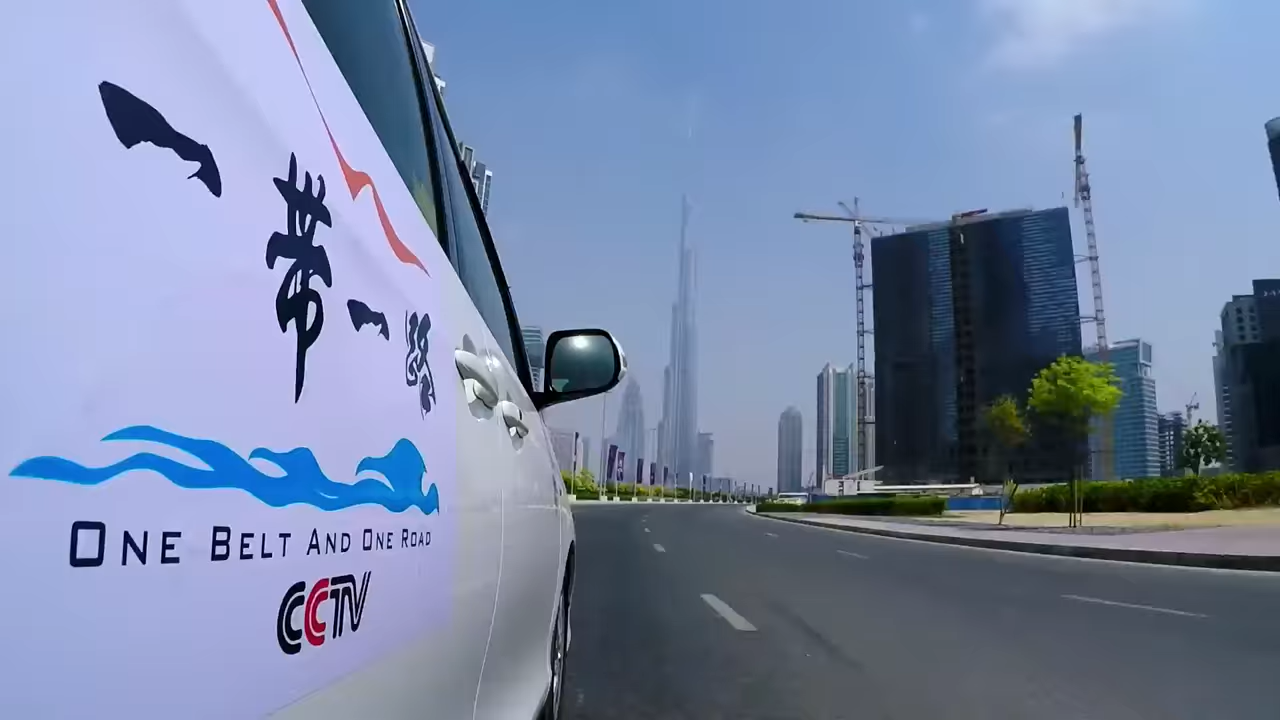 一带一路
ONE BELT AND ONE ROAD
CCTV